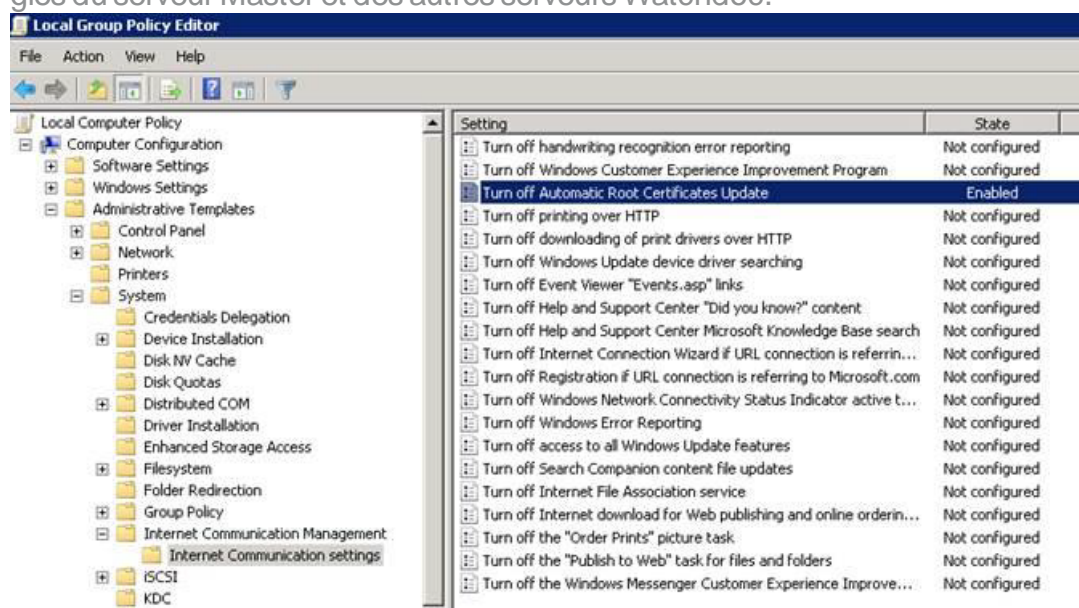 du serveur Master et des autres serveurs Watchdoc.
Local Group Policy Editor
File Action View Help
Local Computer Policy
Computer Configuration
Software Settings
Windows Settings
Administrative Templates
Control Panel
Network
Printers
System
Credentials Delegation
Device Installation
Disk NV Cache
Disk Quotas
Distributed COM
Driver Installation
Enhanced Storage Access
Filesystem
Folder Redirection
Group Policy
Internet Communication Management
Internet Communication settings
iSCSI
KDC
Setting State
Turn off handwriting recognition error reporting Not configured
Turn off Windows Customer Experience Improvement Program Not configured
Turn off Automatic Root Certificates Update Enabled
Turn off printing over HTTP Not configured
Turn off downloading of print drivers over HTTP Not configured
Turn off Windows Update device driver searching Not configured
Turn off Event Viewer "Events.asp" links Not configured
Turn off Help and Support Center "Did you know?" content Not configured
Turn off Help and Support Center Microsoft Knowledge Base search Not configured
Turn off Internet Connection Wizard if URL connection is referrin... Not configured
Turn off Registration if URL connection is referring to Microsoft.com Not configured
Turn off Windows Network Connectivity Status Indicator active t... Not configured
Turn off Windows Error Reporting Not configured
Turn off access to all Windows Update features Not configured
Turn off Search Companion content file updates Not configured
Turn off Internet File Association service Not configured
Turn off Internet download for Web publishing and online orderin... Not configured
Turn off the "Order Prints" picture task Not configured
Turn off the "Publish to Web" task for files and folders Not configured
Turn off the Windows Messenger Customer Experience Improve... Not configured